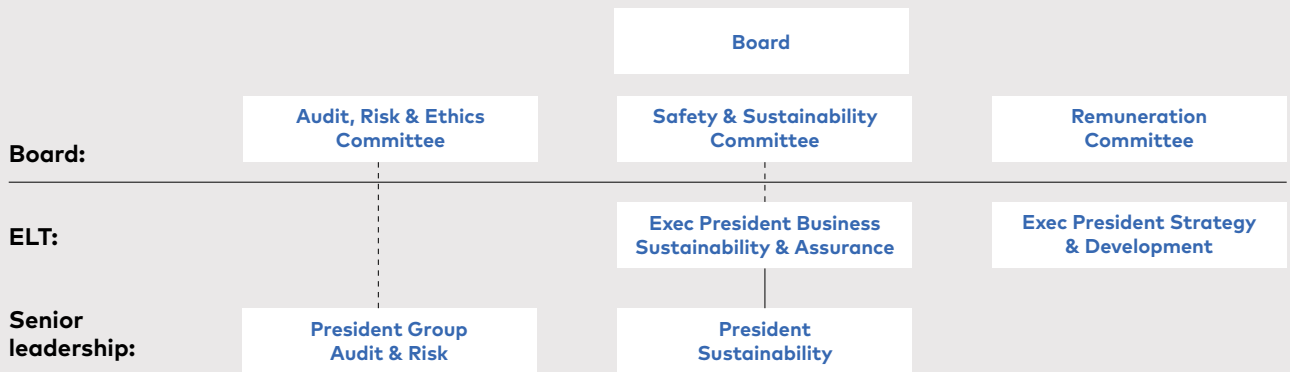 Board
Audit, Risk & Ethics
Committee
Safety & Sustainability
Committee
Remuneration
Committee
Board:
ELT:
Exec President Business
Sustainability & Assurance
Exec President Strategy
& Development
Senior
leadership:
President Group
Audit & Risk
President
Sustainability